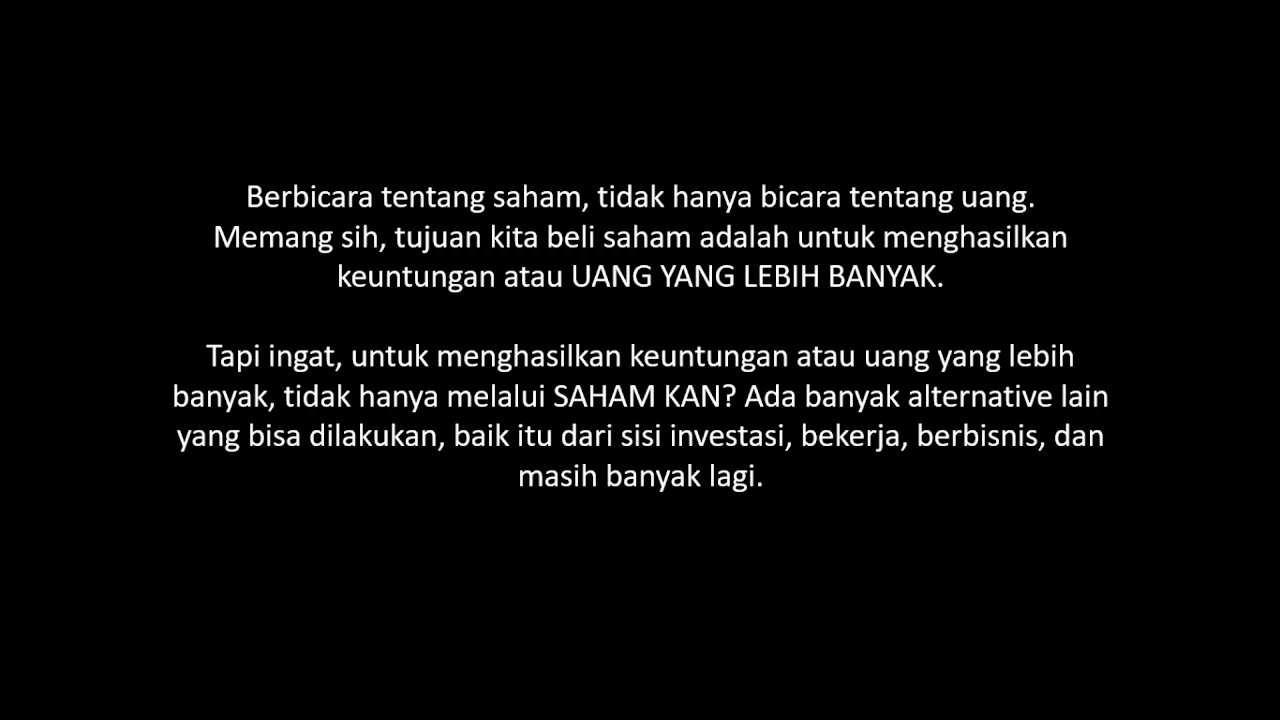 Berbicara tentang saham, tidak hanya bicara tentang uang.
Memang sih, tujuan kita beli saham adalah untuk menghasilkan
keuntungan atau UANG YANG LEBIH BANYAK.
Tapi ingat, untuk menghasilkan keuntungan atau uang yang lebih
banyak, tidak hanya melalui SAHAM KAN? Ada banyak alternative lain
yang bisa dilakukan, baik itu dari sisi investasi, bekerja, berbisnis, dan
masih banyak lagi.